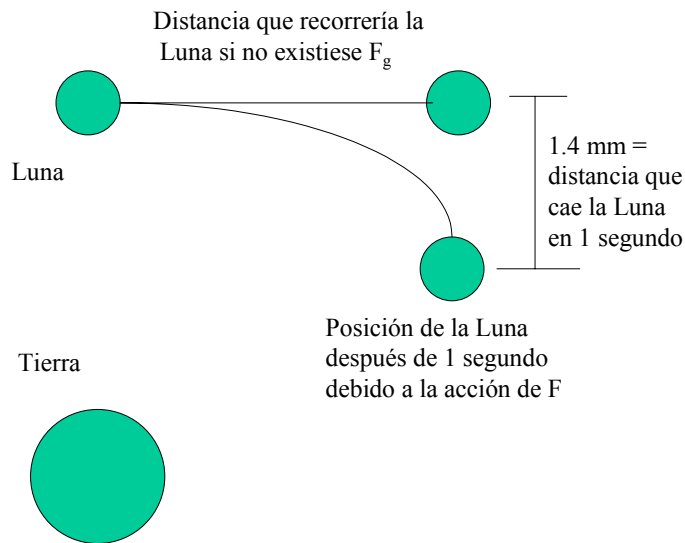 Distancia que recorrería la
Luna si no existiese Fg
Luna
1.4 mm =
distancia que
cae la Luna
en 1 segundo
Posición de la Luna
después de 1 segundo
debido a la acción de F
Tierra